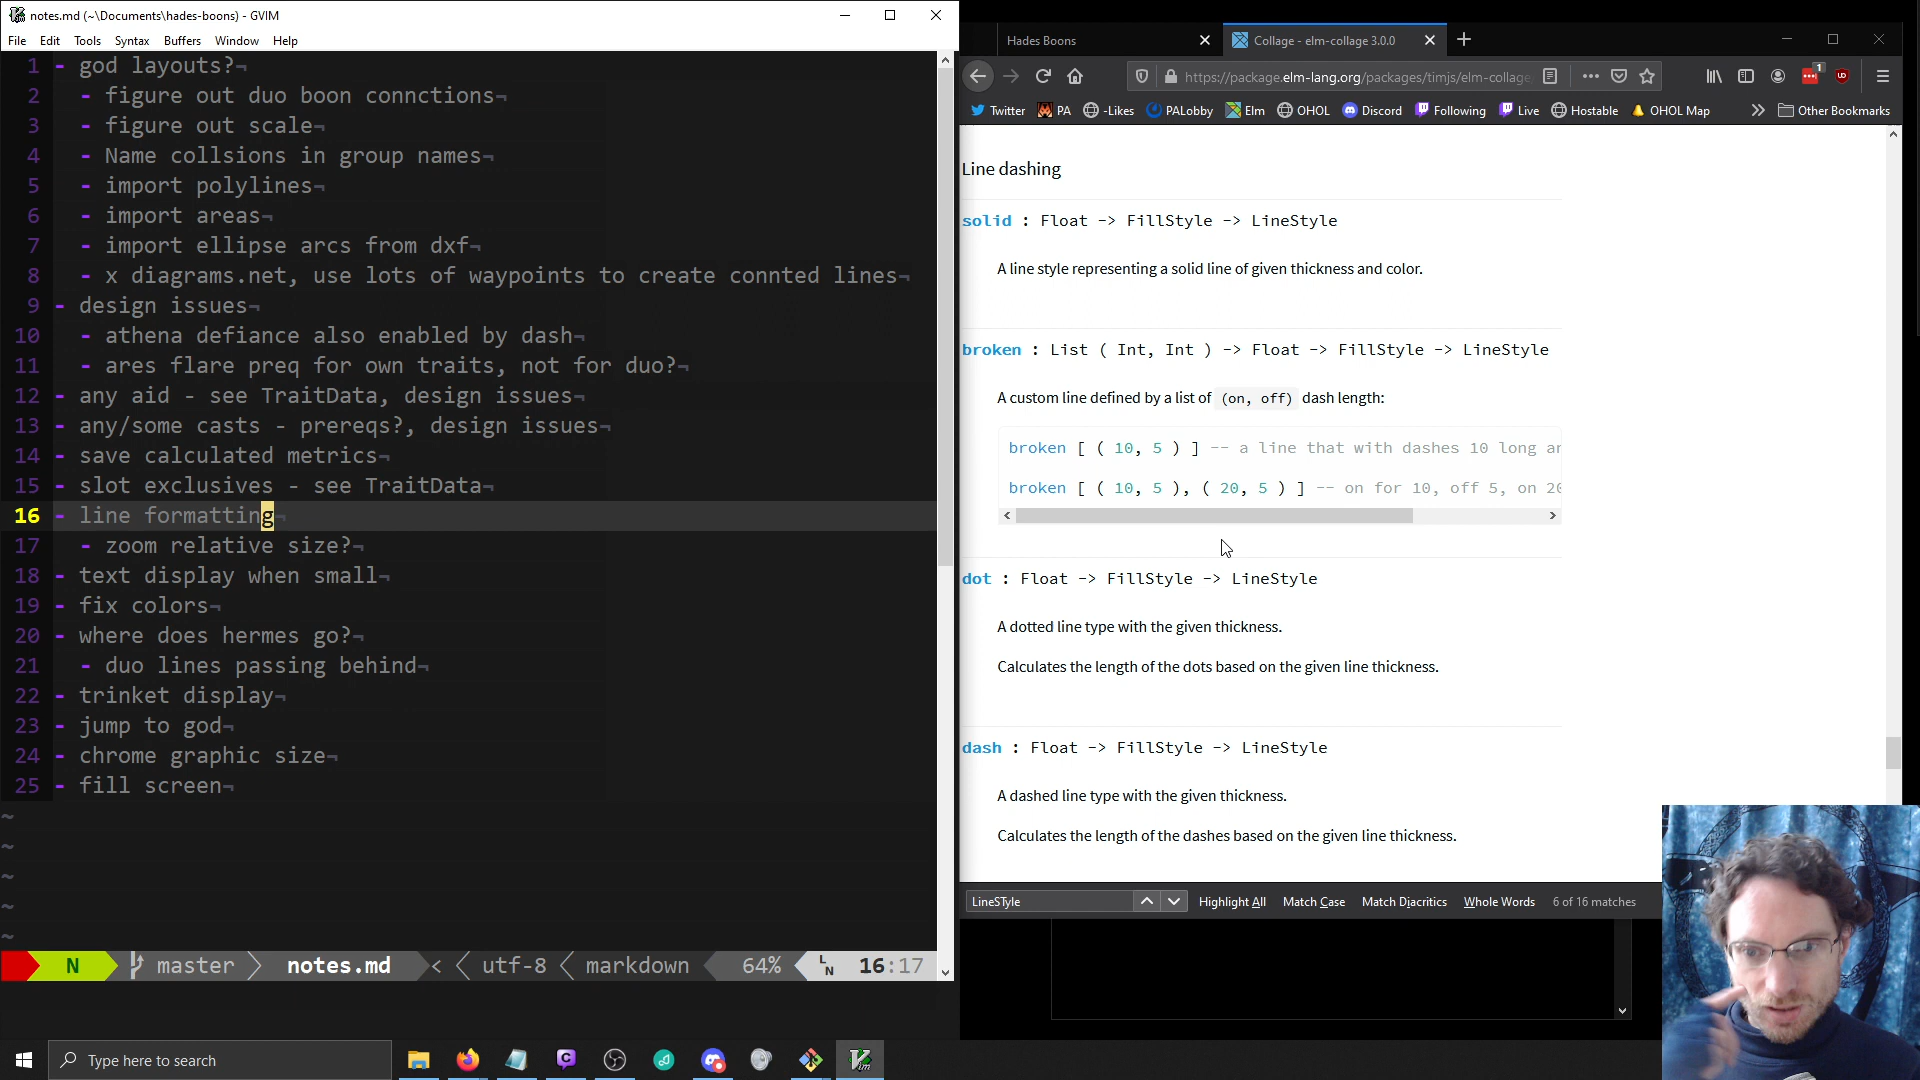 notes.md (~\Documents\hades-boons) - GVIM
File Edit Tools Syntax Buffers Window Help
1 - god layouts?¬
2 - figure out duo boon connctions¬
3 - figure out scale¬
4 - Name collsions in group names¬
5 - import polylines¬
6 - import areas¬
7 - import ellipse arcs from dxf¬
8 - x diagrams.net, use lots of waypoints to create connted lines¬
9 - design issues¬
10 - athena defiance also enabled by dash¬
11 - ares flare preq for own traits, not for duo?¬
12 - any aid - see TraitData, design issues¬
13 - any/some casts - prereqs?, design issues¬
14 - save calculated metrics¬
15 - slot exclusives - see TraitData¬
16 - line formatting¬
17 - zoom relative size?¬
18 - text display when small¬
19 - fix colors¬
20 - where does hermes go?¬
21 - duo lines passing behind¬
22 - trinket display¬
23 - jump to god¬
24 - chrome graphic size¬
25 - fill screen¬
~
~
~
~
~
N master notes.md < utf-8 markdown 64% LN 16:17
Hades Boons
Collage - elm-collage 3.0.0
https://package.elm-lang.org/packages/timjs/elm-collage
1
Twitter PA -Likes PALobby Elm OHOL Discord Following Live Hostable OHOL Map Other Bookmarks
Line dashing
solid : Float -> FillStyle -> LineStyle
A line style representing a solid line of given thickness and color.
broken : List ( Int, Int ) -> Float -> FillStyle -> LineStyle
A custom line defined by a list of (on, off) dash length:
broken [ ( 10, 5 ) ] -- a line that with dashes 10 long ar
broken [ ( 10, 5 ), ( 20, 5 ) ] -- on for 10, off 5, on 20
dot : Float -> FillStyle -> LineStyle
A dotted line type with the given thickness.
Calculates the length of the dots based on the given line thickness.
dash : Float -> FillStyle -> LineStyle
A dashed line type with the given thickness.
Calculates the length of the dashes based on the given line thickness.
LineSTyle Highlight All Match Case Match Diacritics Whole Words 6 of 16 matches
Type here to search